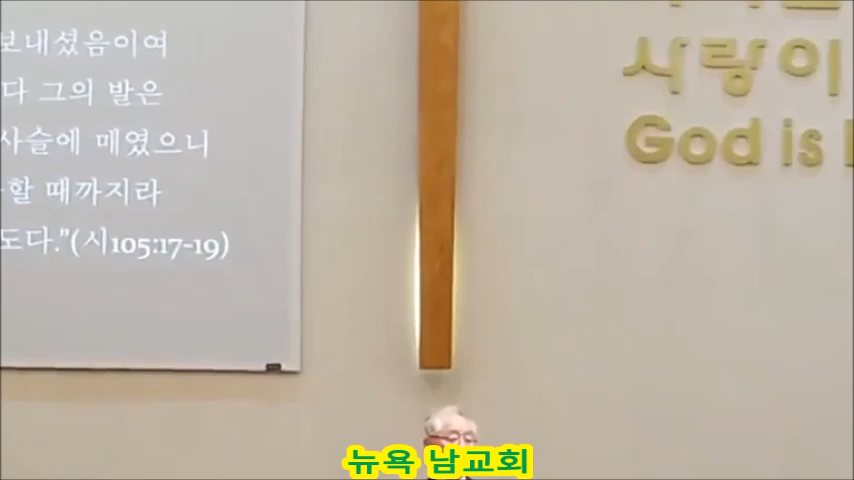 보내셨음이여
다 그의 발은
사슬에 매였으니
할 때까지라
도다."(시105:17-19)
사랑이
God is
뉴욕 남교회